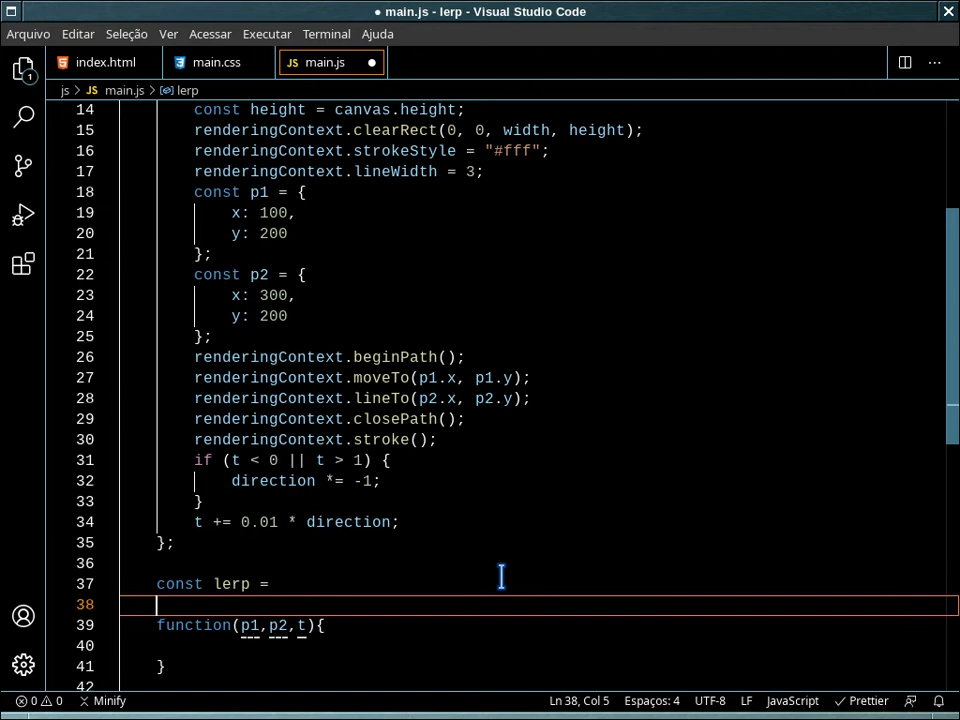 ● main.js - lerp - Visual Studio Code
Arquivo Editar Seleção Ver Acessar Executar Terminal Ajuda
index.html main.css JS main.js ●
js > JS main.js > lerp
14 const height = canvas.height;
15 renderingContext.clearRect(0, 0, width, height);
16 renderingContext.strokeStyle = "#fff";
17 renderingContext.lineWidth = 3;
18 const p1 = {
19 x: 100,
20 y: 200
21 };
22 const p2 = {
23 x: 300,
24 y: 200
25 };
26 renderingContext.beginPath();
27 renderingContext.moveTo(p1.x, p1.y);
28 renderingContext.lineTo(p2.x, p2.y);
29 renderingContext.closePath();
30 renderingContext.stroke();
31 if (t < 0 || t > 1) {
32 direction *= -1;
33 }
34 t += 0.01 * direction;
35 };
36
37 const lerp =
38
39 function(p1,p2,t){
40
41 }
42
1
0 0 Minify Ln 38, Col 5 Espaços: 4 UTF-8 LF JavaScript Prettier